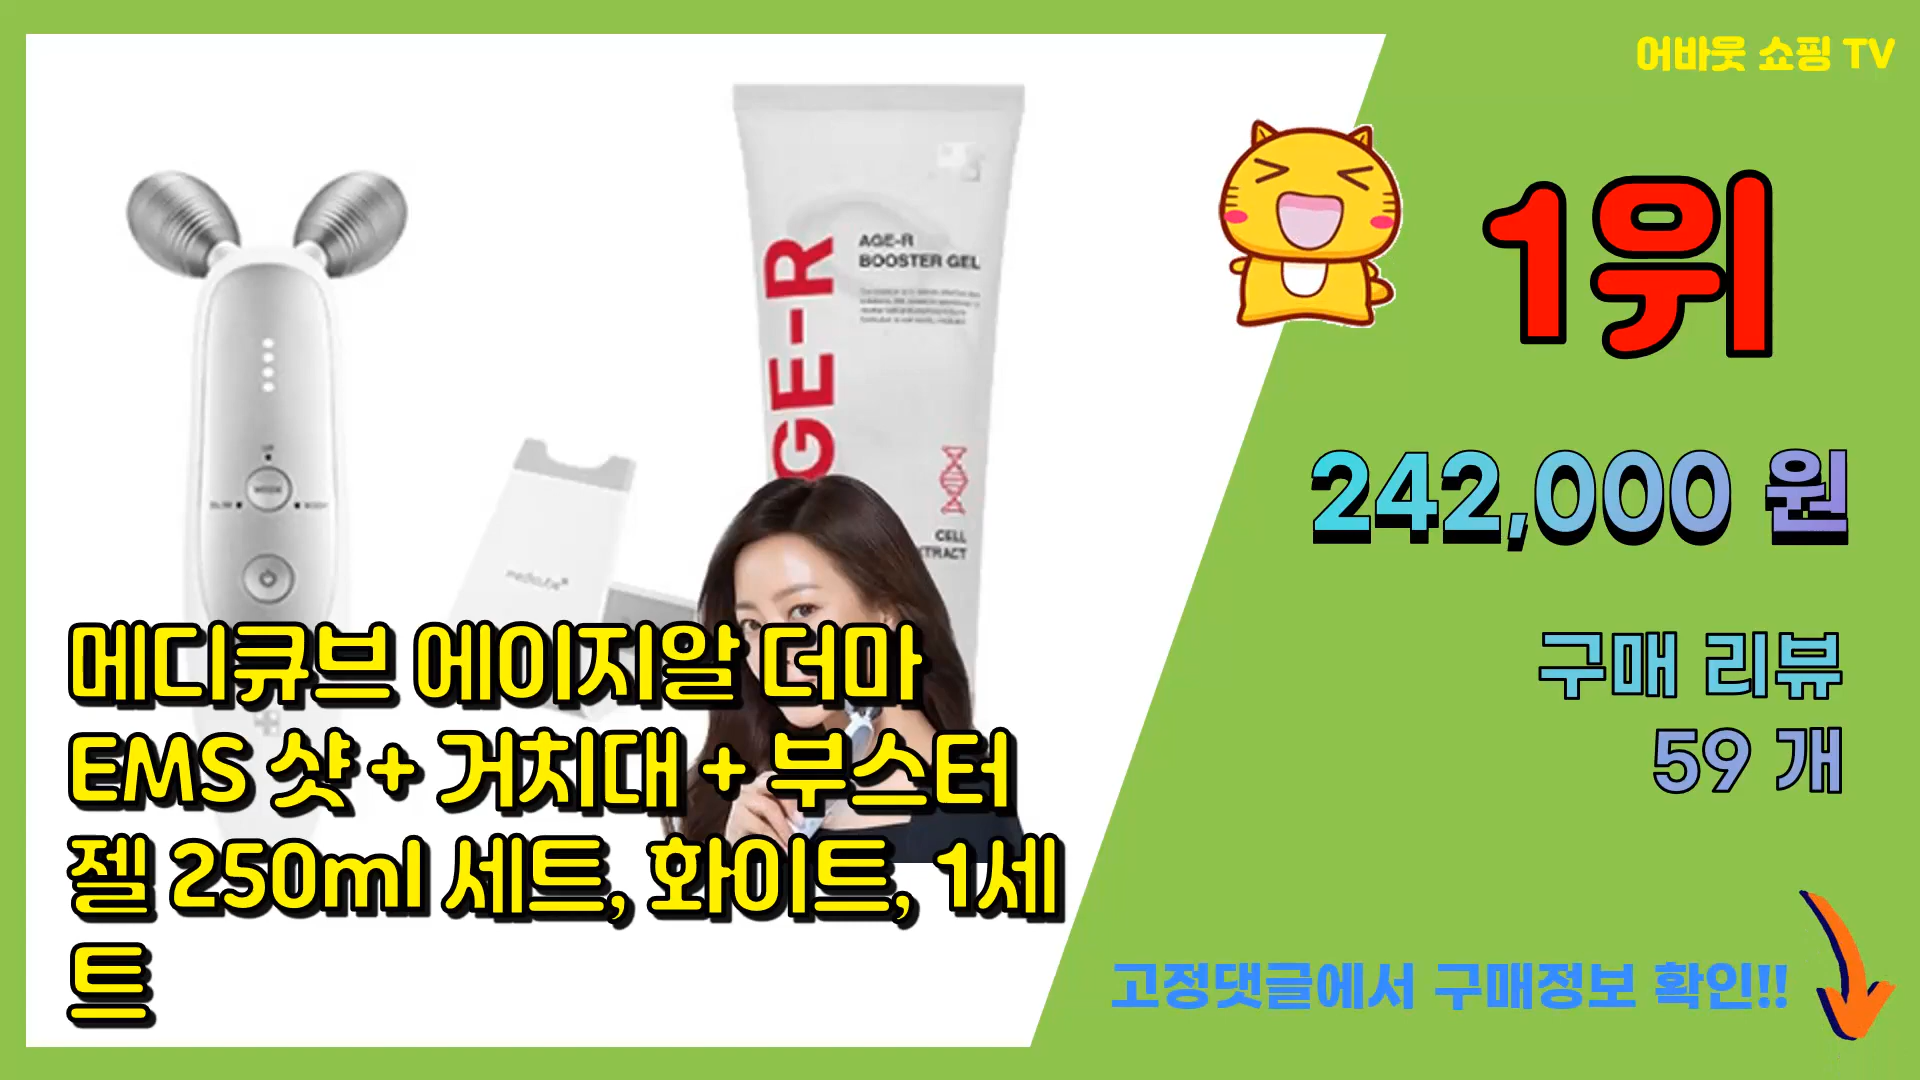 어바웃 쇼핑 TV
1위
242,000 원
구매 리뷰
59 개
AGE-R
BOOSTER GEL
AGE-R
CELL
medicube
MODE
메디큐브 에이지알 더마
EMS 샷 + 거치대 + 부스터
젤 250ml 세트, 화이트, 1세
트
고정댓글에서 구매정보 확인!!